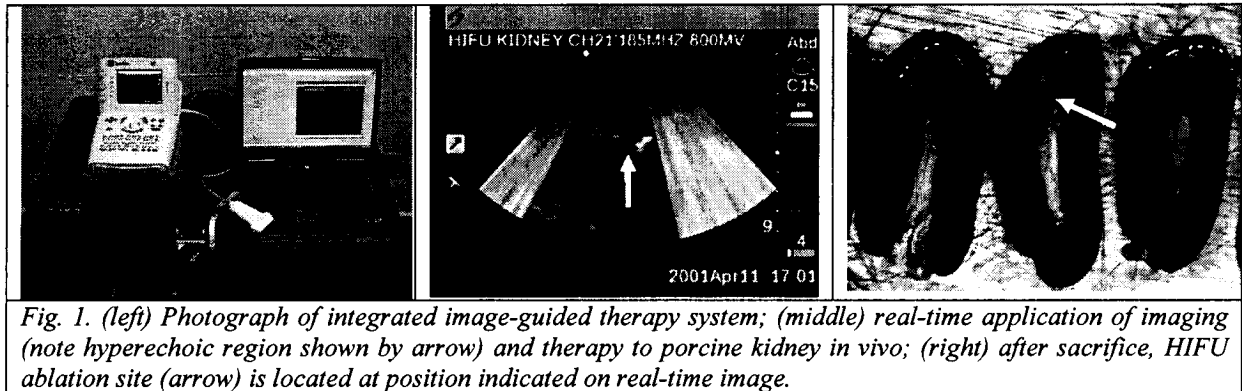 HIFU KIDNEY CH21 185MHZ 800MV
Abd
C15
9
4
2001Apr11 17 01
Fig. 1. (left) Photograph of integrated image-guided therapy system; (middle) real-time application of imaging
(note hyperechoic region shown by arrow) and therapy to porcine kidney in vivo; (right) after sacrifice, HIFU
ablation site (arrow) is located at position indicated on real-time image.